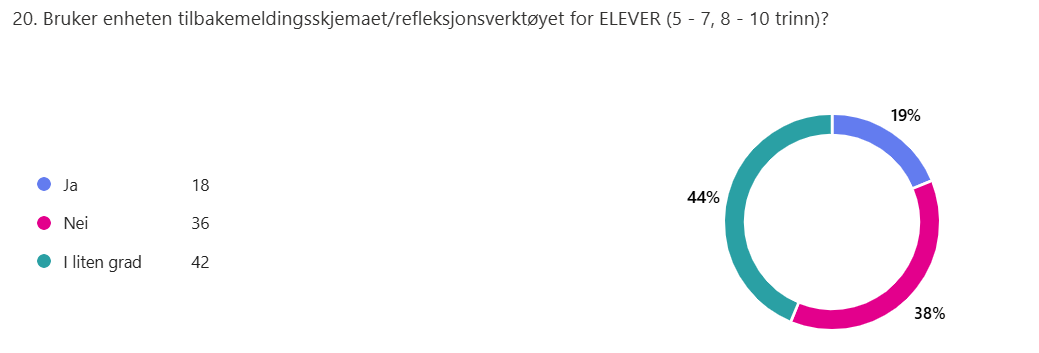 20. Bruker enheten tilbakemeldingsskjemaet/refleksjonsverktøyet for ELEVER (5 - 7, 8 - 10 trinn)?
Ja 18
Nei 36
I liten grad 42
19%
44%
38%